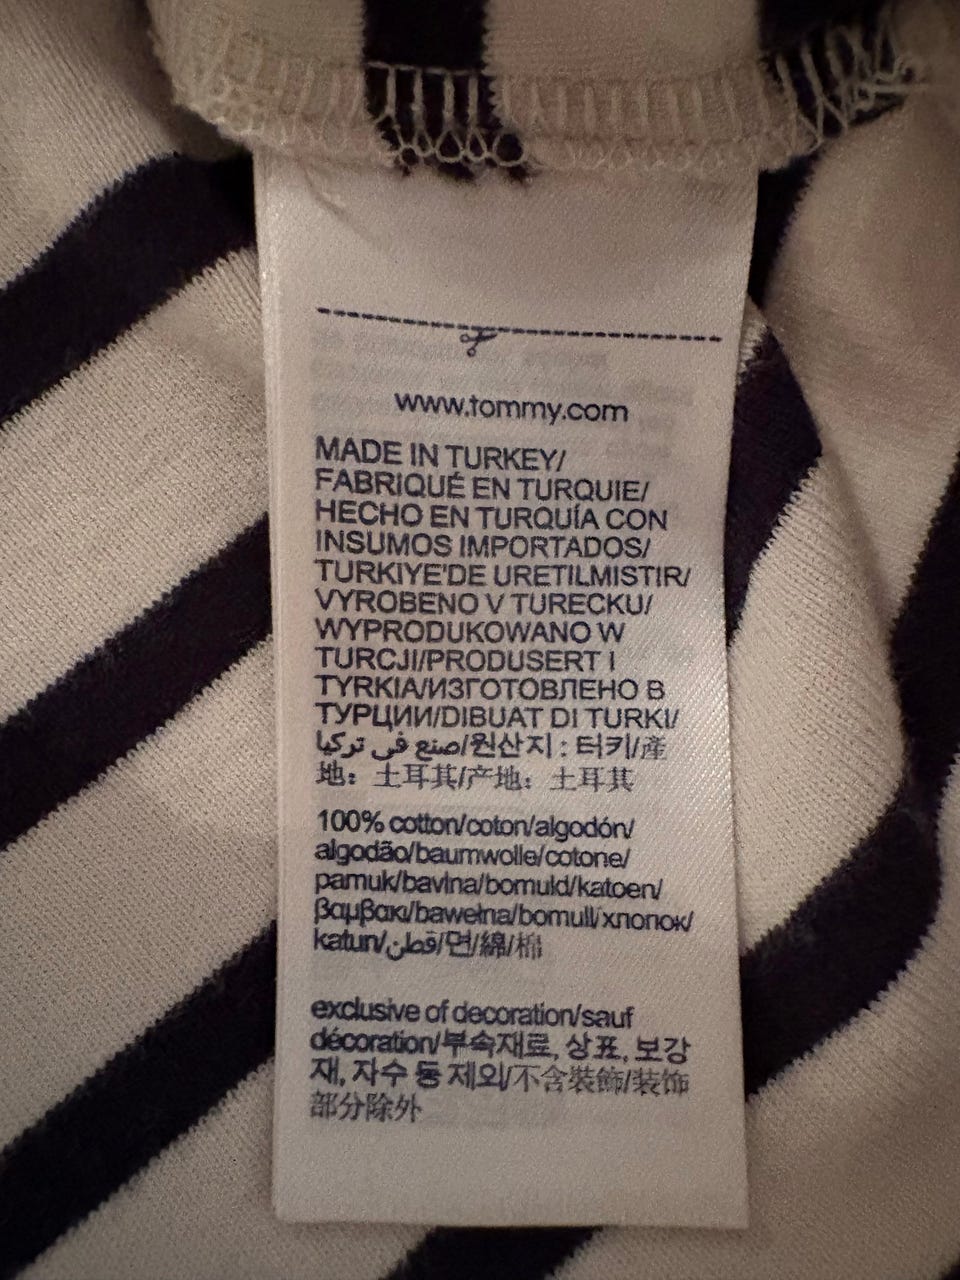 www.tommy.com
MADE IN TURKEY/
FABRIQUÉ EN TURQUIE/
HECHO EN TURQUÍA CON
INSUMOS IMPORTADOS/
TURKIYE'DE URETILMISTIR/
VYROBENO V TURECKU/
WYPRODUKOWANO W
TURCJI/PRODUSERT I
TYRKIA/ИЗГОТОВЛЕНО В
ТУРЦИИ/DIBUAT DI TURKI/
صنع في تركيا/원산지 : 터키/產
地：土耳其/产地：土耳其
100% cotton/coton/algodón/
algodão/baumwolle/cotone/
pamuk/bavlna/bomuld/katoen/
βαμβακι/bawełna/bomull/хлопок/
katun/قطن/면/綿/棉
exclusive of decoration/sauf
décoration/부속재료, 상표, 보강
재, 자수 등 제외/不含裝飾/装饰
部分除外